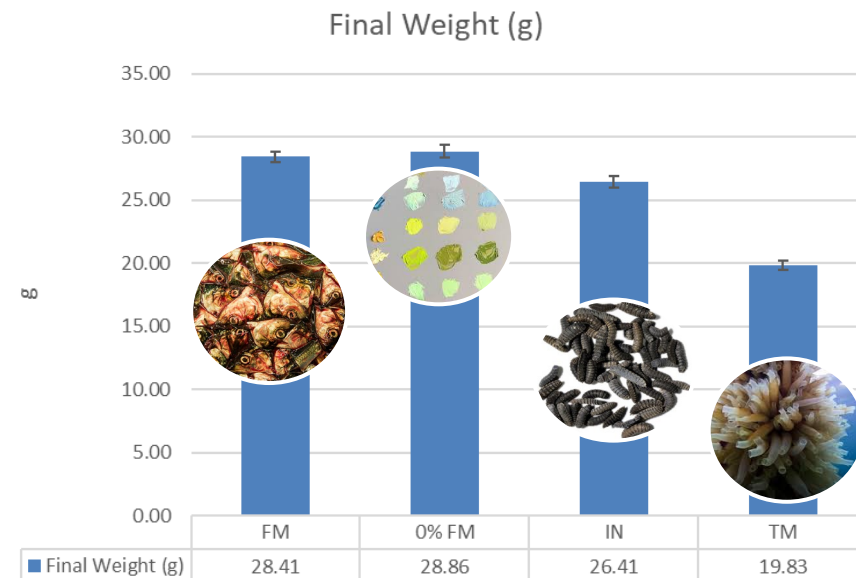 Final Weight (g)
35.00
30.00
25.00
20.00
15.00
10.00
5.00
0.00
g
FM 0% FM IN TM
Final Weight (g) 28.41 28.86 26.41 19.83